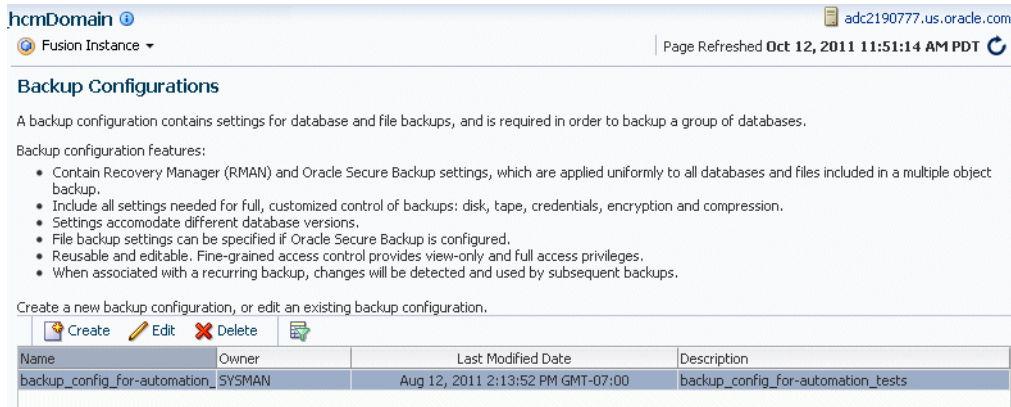 hcmDomain
adc2190777.us.oracle.com
Fusion Instance
Page Refreshed Oct 12, 2011 11:51:14 AM PDT
Backup Configurations
A backup configuration contains settings for database and file backups, and is required in order to backup a group of databases.
Backup configuration features:
• Contain Recovery Manager (RMAN) and Oracle Secure Backup settings, which are applied uniformly to all databases and files included in a multiple object
backup.
• Include all settings needed for full, customized control of backups: disk, tape, credentials, encryption and compression.
• Settings accomodate different database versions.
• File backup settings can be specified if Oracle Secure Backup is configured.
• Reusable and editable. Fine-grained access control provides view-only and full access privileges.
• When associated with a recurring backup, changes will be detected and used by subsequent backups.
Create a new backup configuration, or edit an existing backup configuration.
Create Edit Delete
Name Owner Last Modified Date Description
backup_config_for-automation_ SYSMAN Aug 12, 2011 2:13:52 PM GMT-07:00 backup_config_for-automation_tests